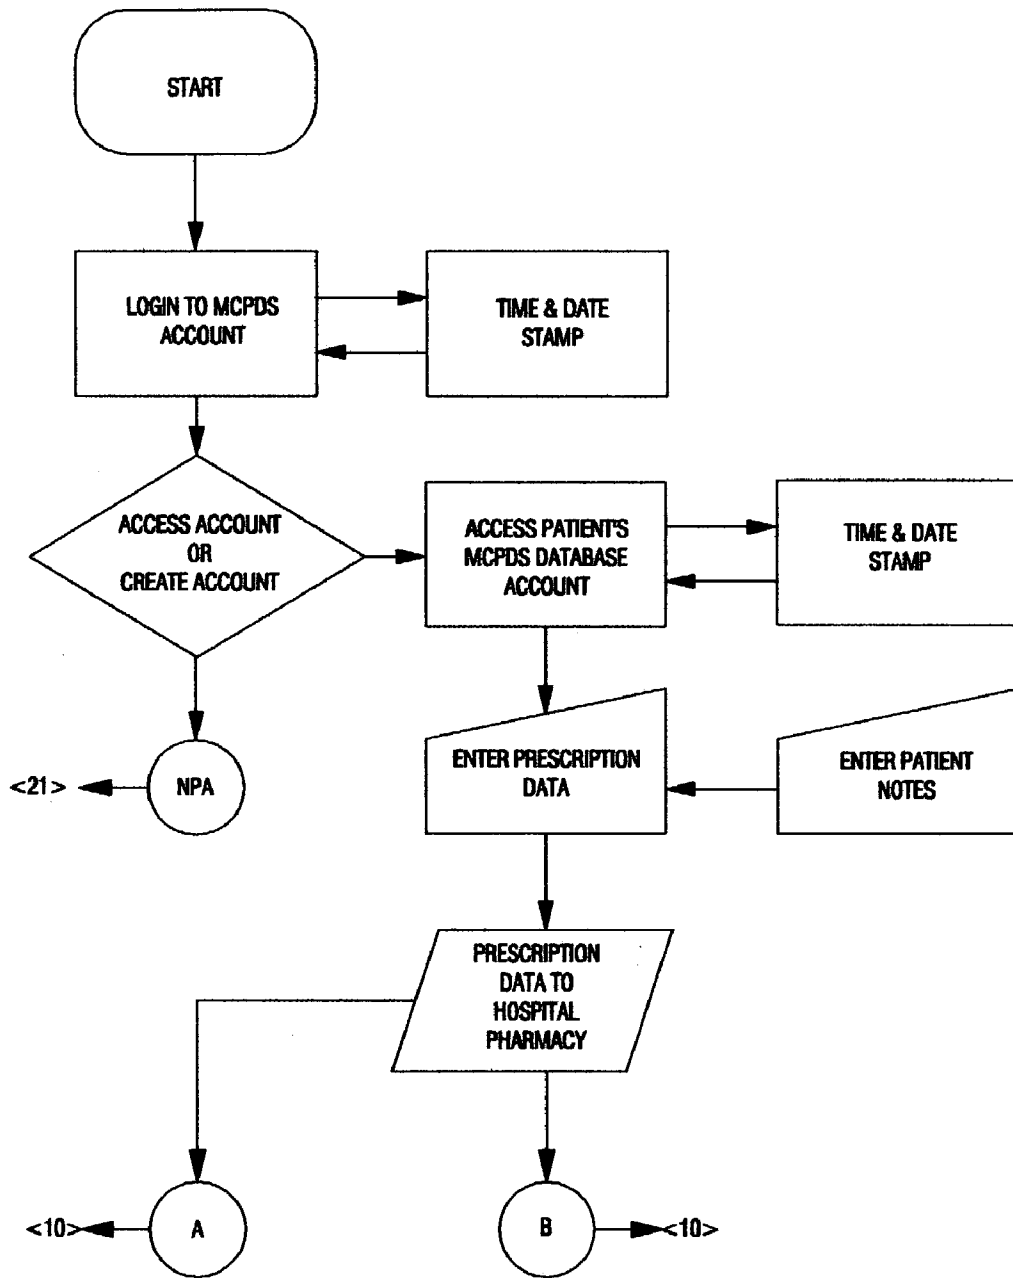 START
LOGIN TO MCPDS
ACCOUNT
TIME & DATE
STAMP
ACCESS ACCOUNT
OR
CREATE ACCOUNT
ACCESS PATIENT'S
MCPDS DATABASE
ACCOUNT
TIME & DATE
STAMP
<21>
NPA
ENTER PRESCRIPTION
DATA
ENTER PATIENT
NOTES
PRESCRIPTION
DATA TO
HOSPITAL
PHARMACY
<10>
A
B
<10>